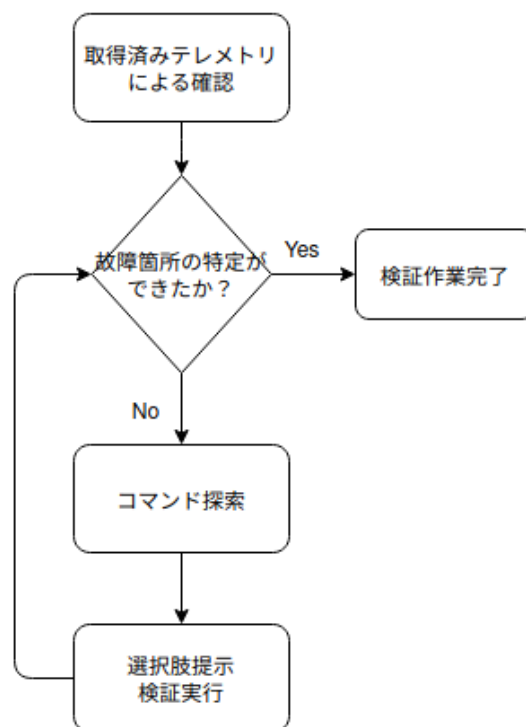 取得済みテレメトリ
による確認
故障箇所の特定が
できたか？
Yes
検証作業完了
No
コマンド探索
選択肢提示
検証実行